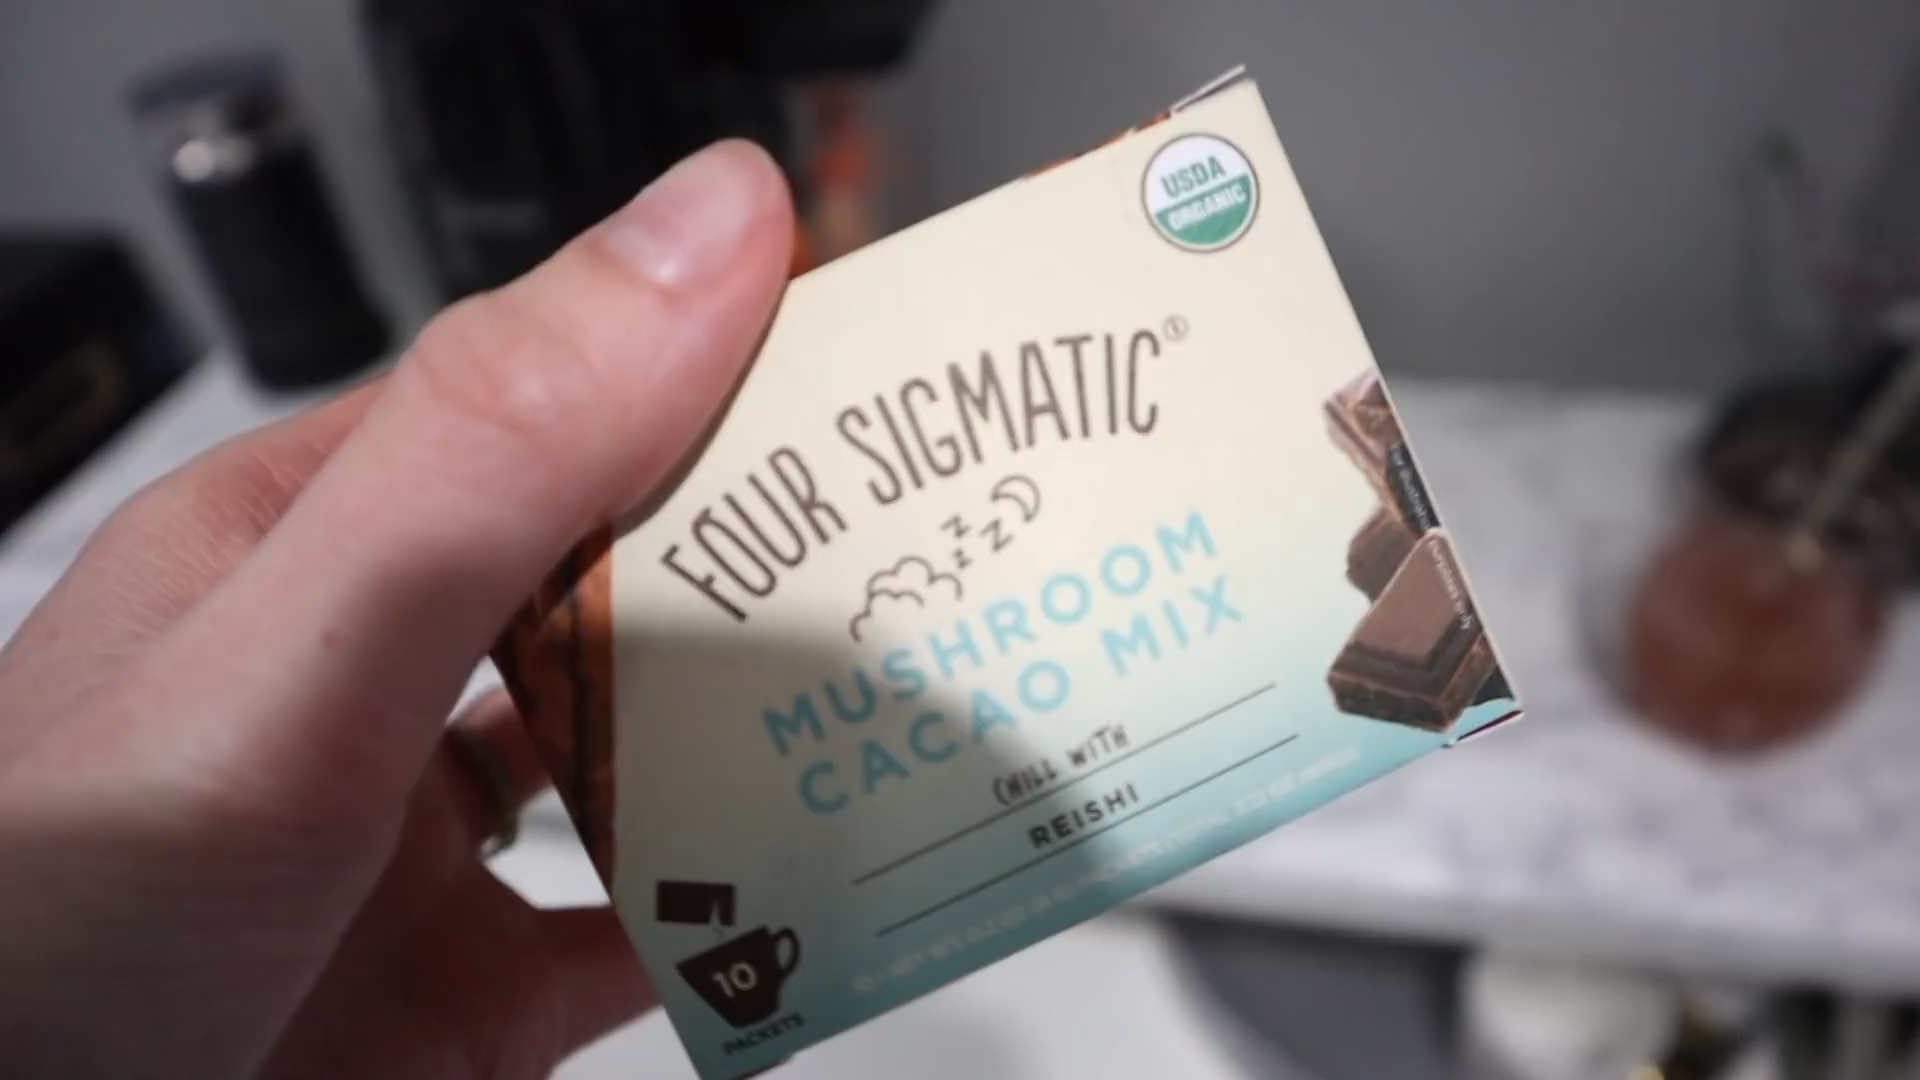 USDA
ORGANIC
FOUR SIGMATIC®
z z z z
MUSHROOM
CACAO MIX
CHILL WITH
REISHI
10
PACKETS